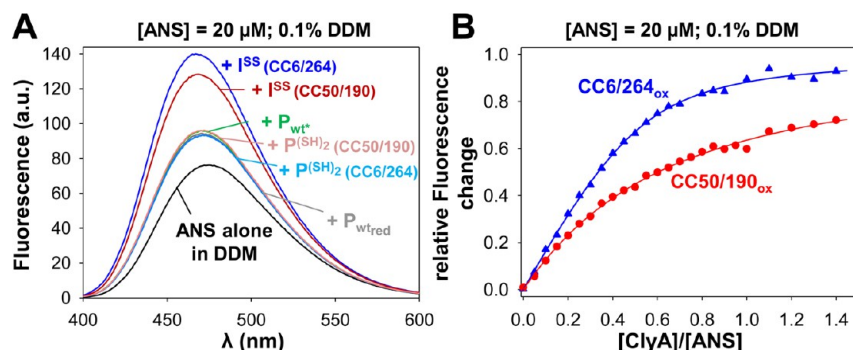 A
[ANS] = 20 µM; 0.1% DDM
Fluorescence (a.u.)
140
120
100
80
60
40
20
0
+ I^SS (CC6/264)
+ I^SS (CC50/190)
+ P_wt*
+ P^(SH)₂ (CC50/190)
+ P^(SH)₂ (CC6/264)
+ P_wt_red
ANS alone
in DDM
400 450 500 550 600
λ (nm)
B
[ANS] = 20 µM; 0.1% DDM
relative Fluorescence
change
1.0
0.8
0.6
0.4
0.2
0.0
CC6/264_ox
CC50/190_ox
0.0 0.2 0.4 0.6 0.8 1.0 1.2 1.4
[ClyA]/[ANS]